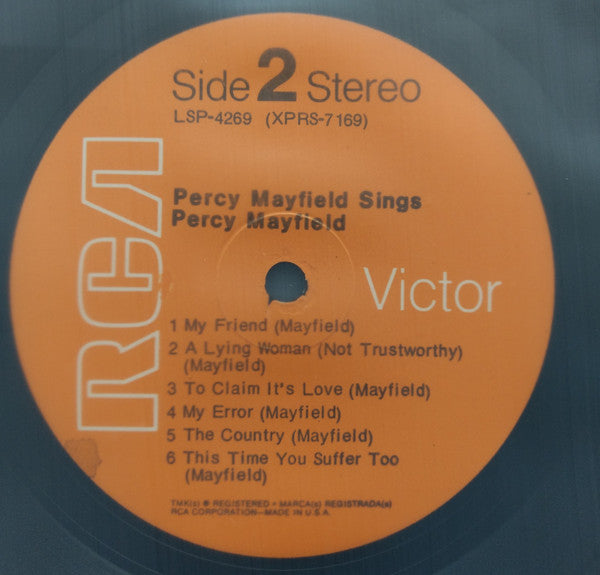 Side 2 Stereo
LSP-4269 (XPRS-7169)
RCA
Percy Mayfield Sings
Percy Mayfield
Victor
1 My Friend (Mayfield)
2 A Lying Woman (Not Trustworthy)
(Mayfield)
3 To Claim It's Love (Mayfield)
4 My Error (Mayfield)
5 The Country (Mayfield)
6 This Time You Suffer Too
(Mayfield)
TMK(s) ® REGISTERED • MARCA(s) REGISTRADA(s)
RCA CORPORATION—MADE IN U.S.A.